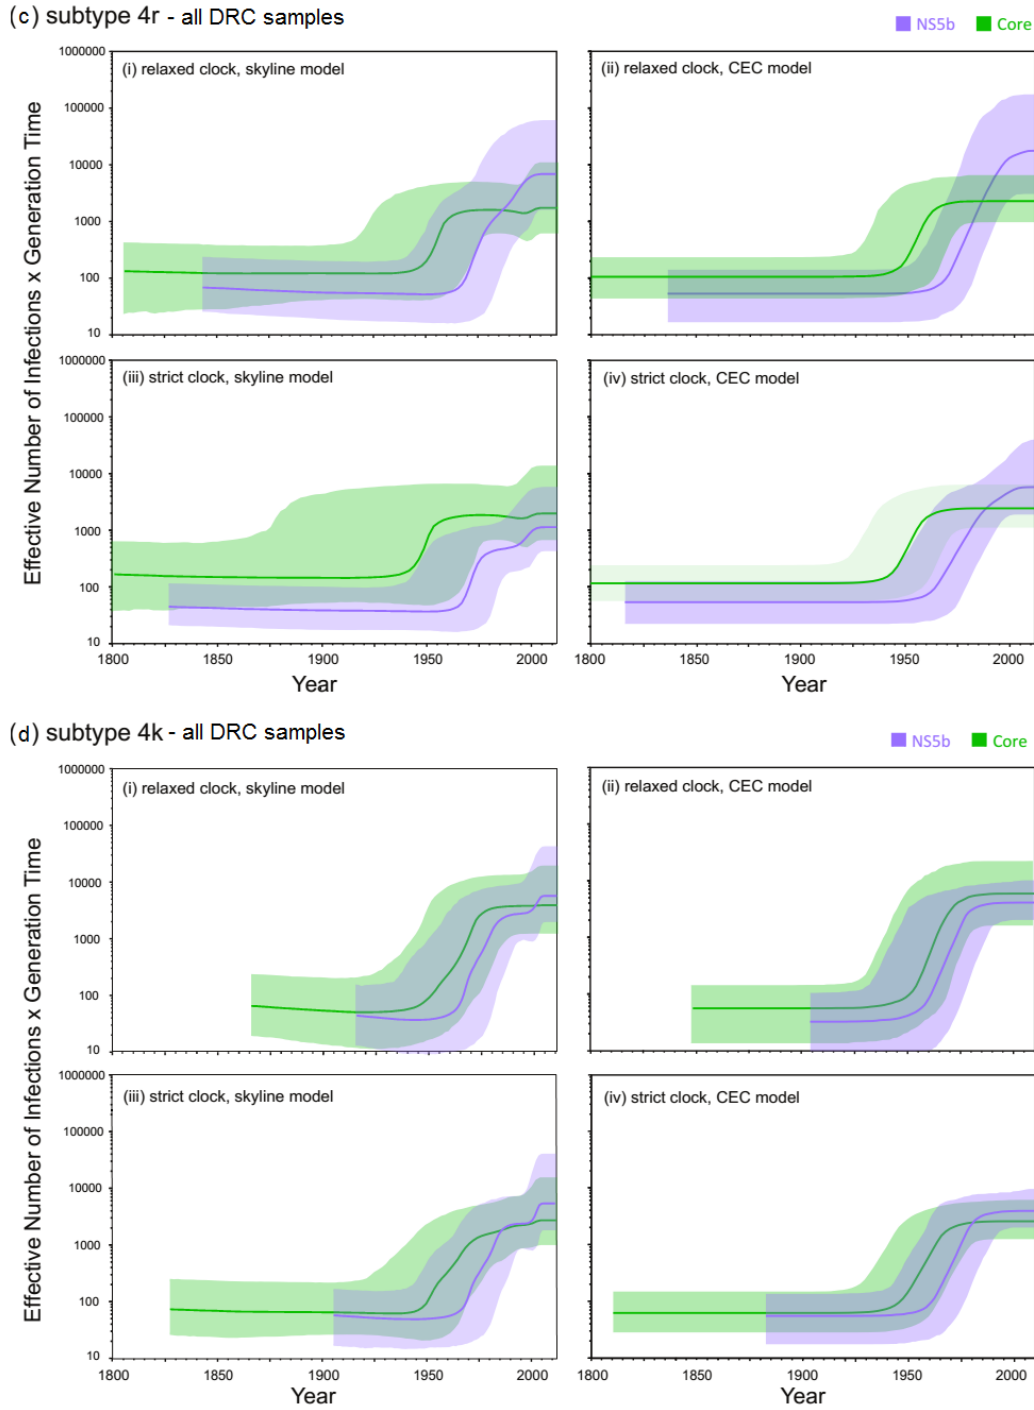 (c) subtype 4r - all DRC samples
NS5b Core
Effective Number of Infections x Generation Time
(i) relaxed clock, skyline model
1000000
100000
10000
1000
100
10
(ii) relaxed clock, CEC model
(iii) strict clock, skyline model
1000000
100000
10000
1000
100
10
1800 1850 1900 1950 2000
Year
(iv) strict clock, CEC model
1800 1900 1950 2000
Year
(d) subtype 4k - all DRC samples
NS5b Core
Effective Number of Infections x Generation Time
(i) relaxed clock, skyline model
1000000
100000
10000
1000
100
10
(ii) relaxed clock, CEC model
(iii) strict clock, skyline model
1000000
100000
10000
1000
100
10
1800 1850 1900 1950 2000
Year
(iv) strict clock, CEC model
1800 1850 1900 1950 2000
Year